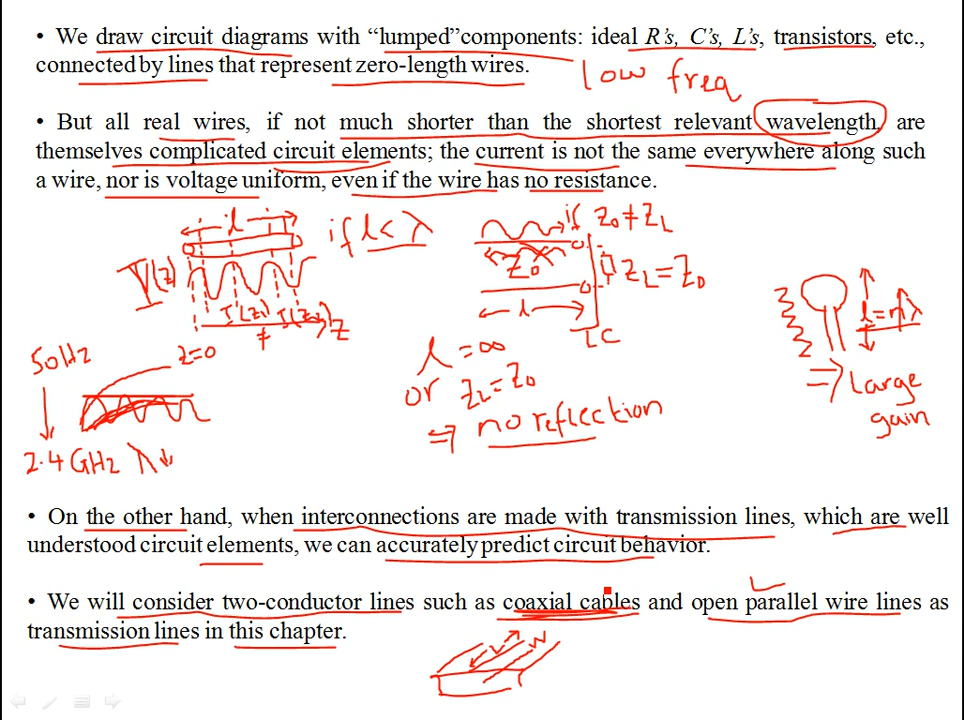 • We draw circuit diagrams with “lumped”components: ideal R’s, C’s, L’s, transistors, etc.,
connected by lines that represent zero-length wires.
low freq
• But all real wires, if not much shorter than the shortest relevant wavelength, are
themselves complicated circuit elements; the current is not the same everywhere along such
a wire, nor is voltage uniform, even if the wire has no resistance.
l if l < λ
if Z0 ≠ ZL
I(z) Z0 ZL = Z0
I(z1) ≠ I(z2) z
l
l = nλ
50Hz z=0
l = ∞
or ZL = Z0
⇒ no reflection
⇒ Large
gain
2.4 GHz λ↓
• On the other hand, when interconnections are made with transmission lines, which are well
understood circuit elements, we can accurately predict circuit behavior.
• We will consider two-conductor lines such as coaxial cables and open parallel wire lines as
transmission lines in this chapter.
W